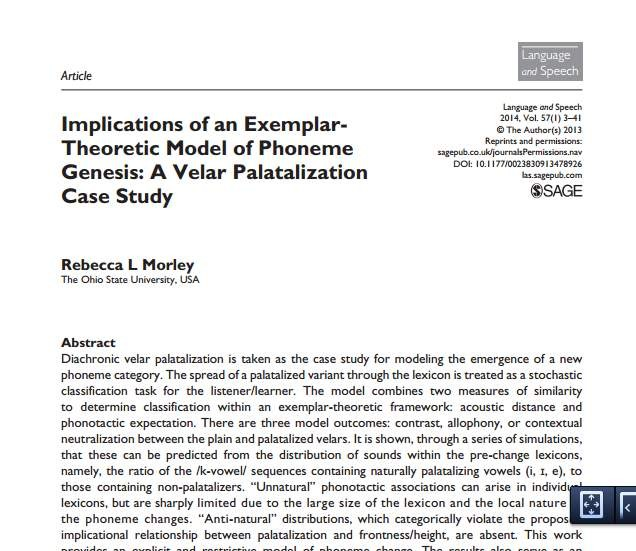 Language
and Speech
Article
Language and Speech
2014, Vol. 57(1) 3–41
© The Author(s) 2013
Reprints and permissions:
sagepub.co.uk/journalsPermissions.nav
DOI: 10.1177/0023830913478926
las.sagepub.com
SAGE
Implications of an Exemplar-
Theoretic Model of Phoneme
Genesis: A Velar Palatalization
Case Study
Rebecca L Morley
The Ohio State University, USA
Abstract
Diachronic velar palatalization is taken as the case study for modeling the emergence of a new
phoneme category. The spread of a palatalized variant through the lexicon is treated as a stochastic
classification task for the listener/learner. The model combines two measures of similarity
to determine classification within an exemplar-theoretic framework: acoustic distance and
phonotactic expectation. There are three model outcomes: contrast, allophony, or contextual
neutralization between the plain and palatalized velars. It is shown, through a series of simulations,
that these can be predicted from the distribution of sounds within the pre-change lexicons,
namely, the ratio of the /k-vowel/ sequences containing naturally palatalizing vowels (i, ɪ, e), to
those containing non-palatalizers. “Unnatural” phonotactic associations can arise in individual
lexicons, but are sharply limited due to the large size of the lexicon and the local nature
the phoneme changes. “Anti-natural” distributions, which categorically violate the
implicational relationship between palatalization and frontness/height, are absent. This work
provides an explicit and restrictive model of phoneme change. The results also serve as an